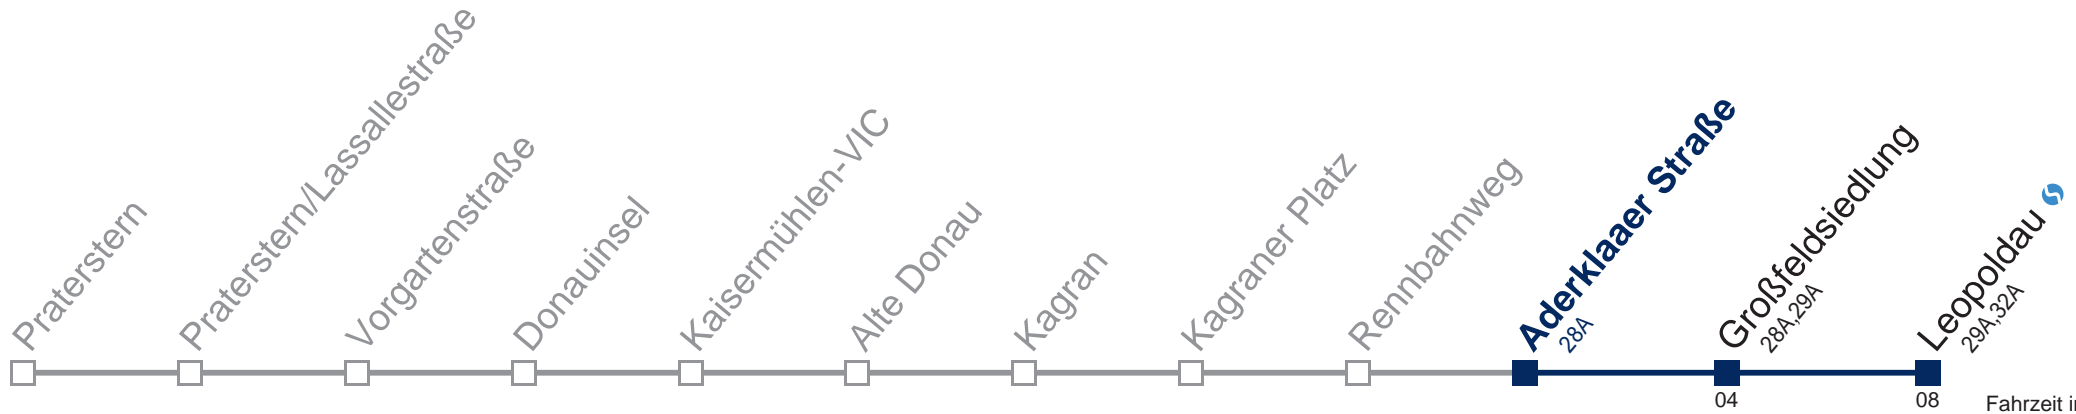 Praterstern
Praterstern/Lassallestraße
Vorgartenstraße
Donauinsel
Kaisermühlen-VIC
Alte Donau
Kagran
Kagraner Platz
Rennbahnweg
Aderklaaer Straße
28A
Großfeldsiedlung
28A,29A
Leopoldau
29A,32A
04
08
Fahrzeit